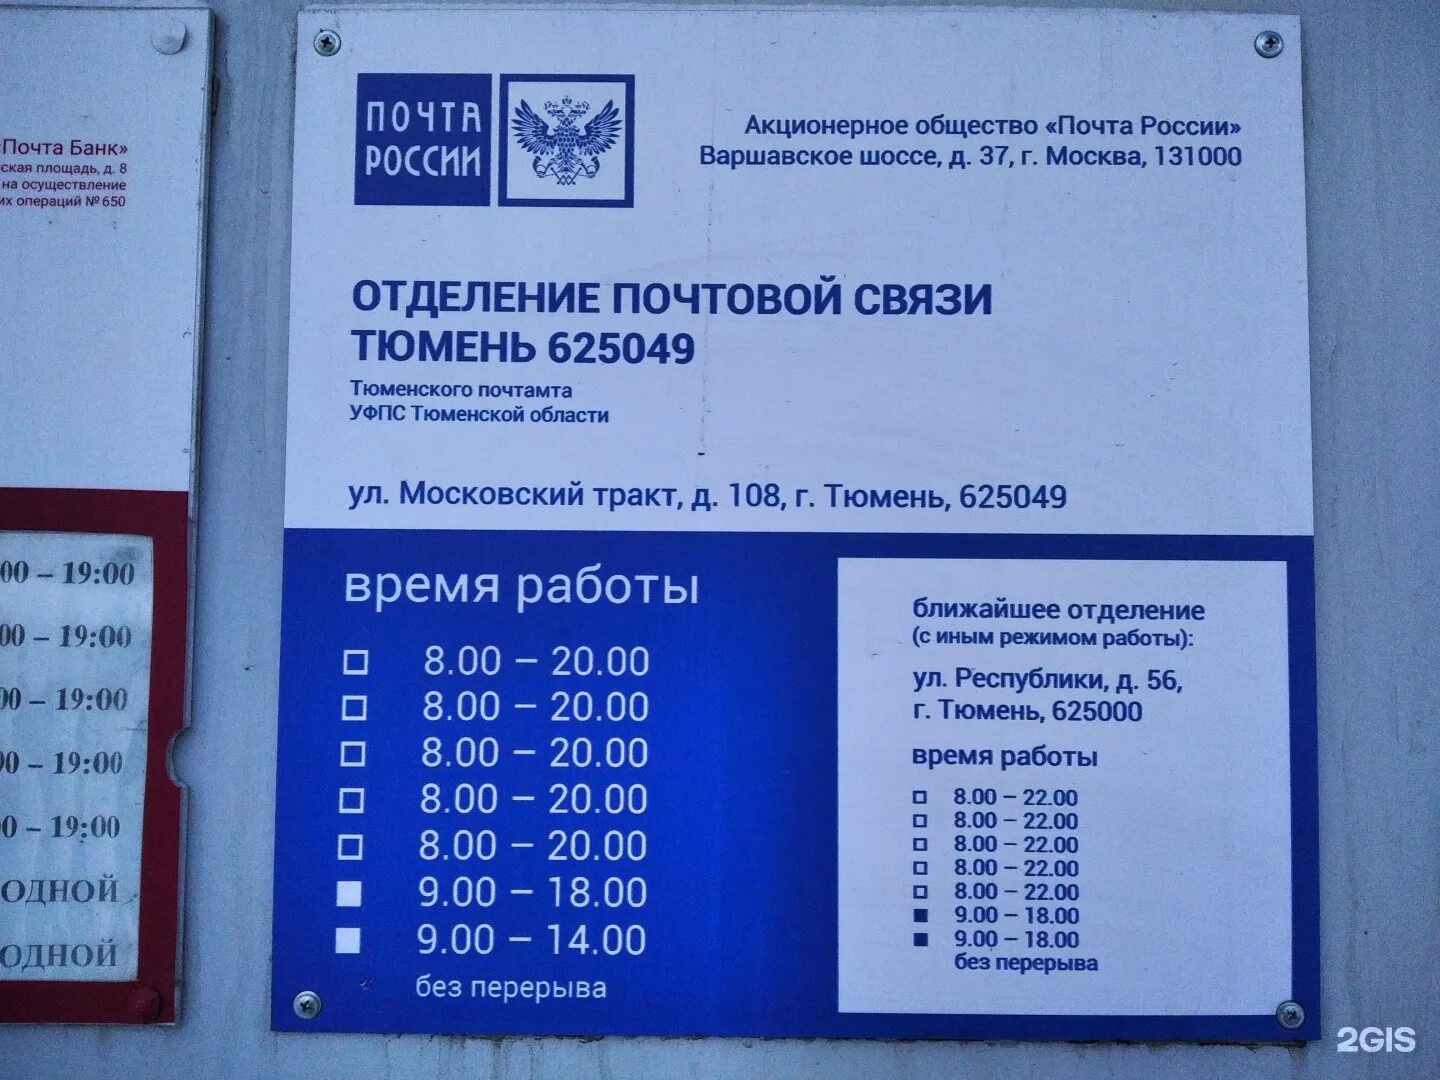 «Почта Банк»
площадь, д. 8
на осуществление
операций № 650
00 – 19:00
00 – 19:00
00 – 19:00
0 – 19:00
0 – 19:00
ОДНОЙ
ОДНОЙ
ПОЧТА
РОССИИ
Акционерное общество «Почта России»
Варшавское шоссе, д. 37, г. Москва, 131000
ОТДЕЛЕНИЕ ПОЧТОВОЙ СВЯЗИ
ТЮМЕНЬ 625049
Тюменского почтамта
УФПС Тюменской области
ул. Московский тракт, д. 108, г. Тюмень, 625049
время работы
8.00 – 20.00
8.00 – 20.00
8.00 – 20.00
8.00 – 20.00
8.00 – 20.00
9.00 – 18.00
9.00 – 14.00
без перерыва
ближайшее отделение
(с иным режимом работы):
ул. Республики, д. 56,
г. Тюмень, 625000
время работы
8.00 – 22.00
8.00 – 22.00
8.00 – 22.00
8.00 – 22.00
8.00 – 22.00
9.00 – 18.00
9.00 – 18.00
без перерыва
2GIS